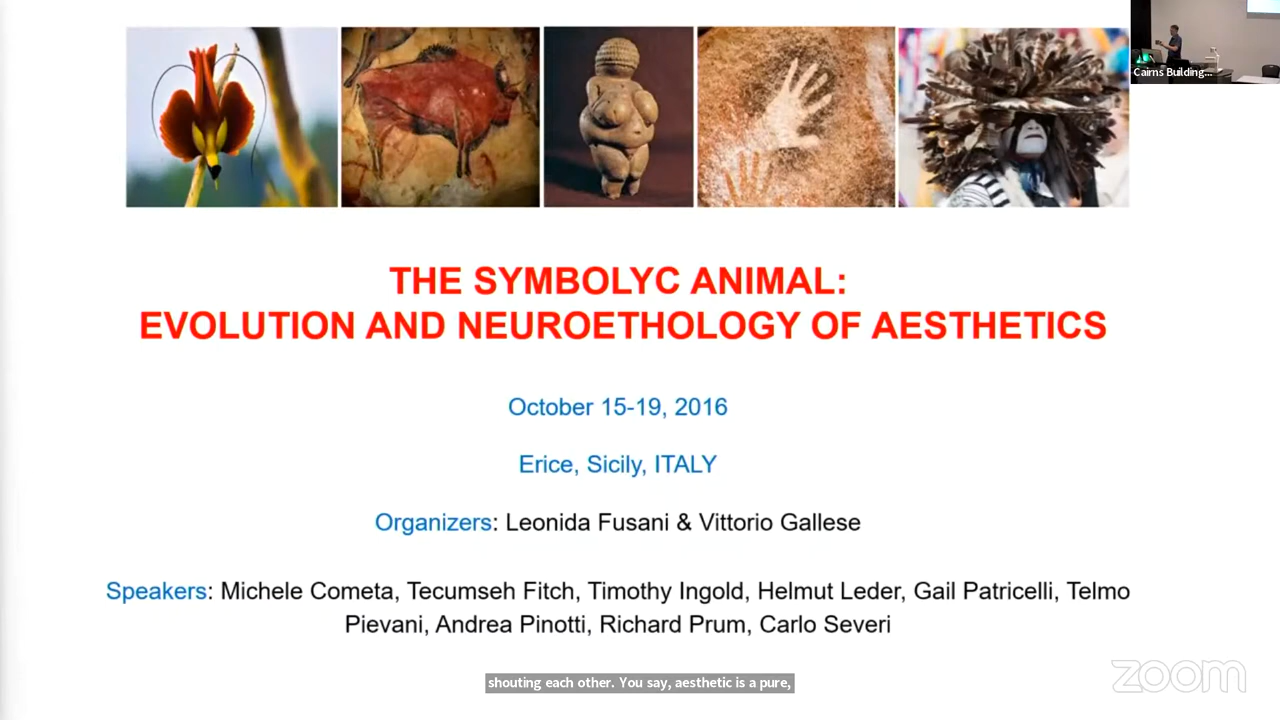 Cairns Building...
THE SYMBOLYC ANIMAL:
EVOLUTION AND NEUROETHOLOGY OF AESTHETICS
October 15-19, 2016
Erice, Sicily, ITALY
Organizers: Leonida Fusani & Vittorio Gallese
Speakers: Michele Cometa, Tecumseh Fitch, Timothy Ingold, Helmut Leder, Gail Patricelli, Telmo
Pievani, Andrea Pinotti, Richard Prum, Carlo Severi
shouting each other. You say, aesthetic is a pure,
zoom